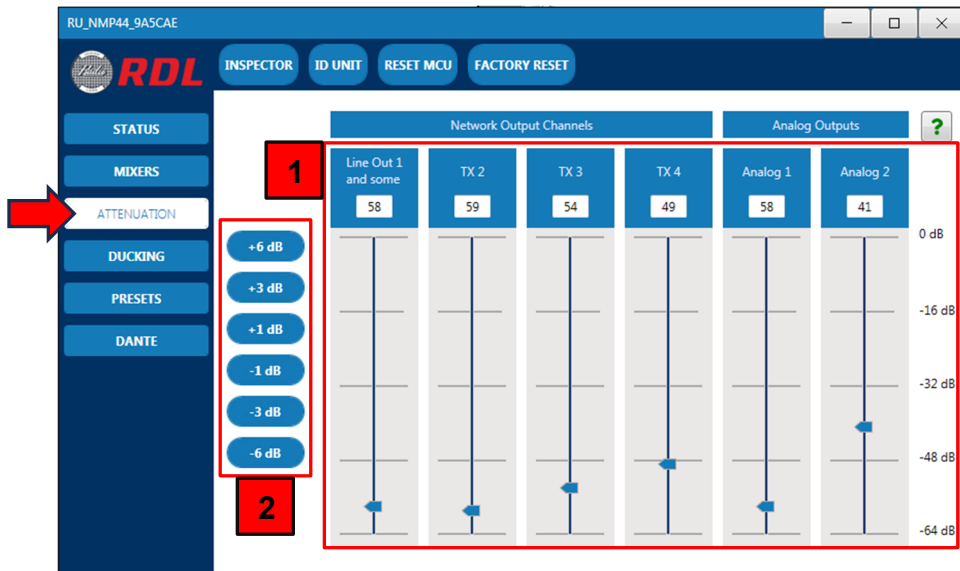 RU_NMP44_9A5CAE
RDL
INSPECTOR
ID UNIT
RESET MCU
FACTORY RESET
STATUS
MIXERS
ATTENUATION
DUCKING
PRESETS
DANTE
Network Output Channels
Analog Outputs
?
1
Line Out 1
and some
58
TX 2
59
TX 3
54
TX 4
49
Analog 1
58
Analog 2
41
+6 dB
+3 dB
+1 dB
-1 dB
-3 dB
-6 dB
2
0 dB
-16 dB
-32 dB
-48 dB
-64 dB